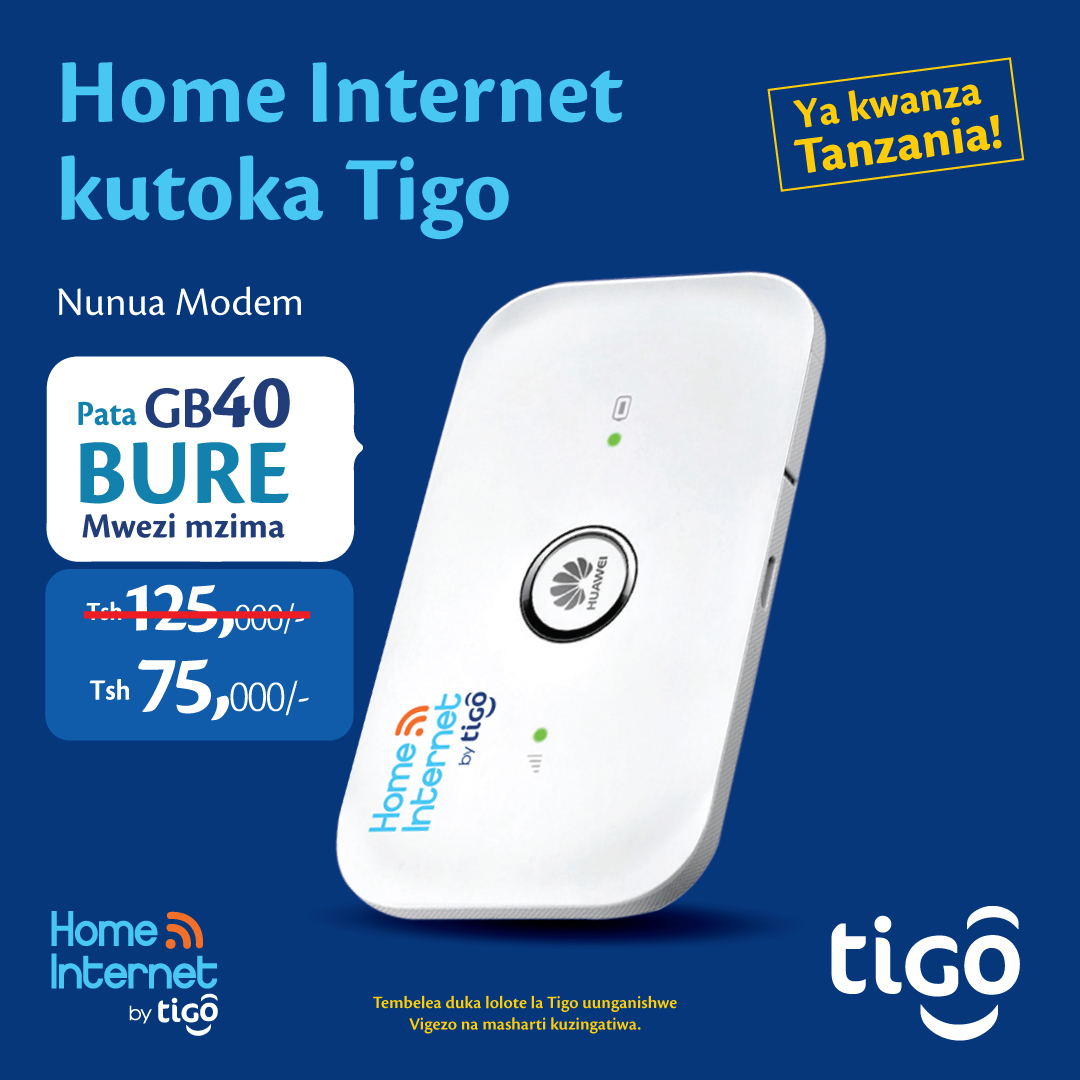 Home Internet
kutoka Tigo
Ya kwanza
Tanzania!
Nunua Modem
Pata GB40
BURE
Mwezi mzima
Tsh 125,000/-
Tsh 75,000/-
HUAWEI
Home
Internet
by tigo
Home
Internet
by tigo
Tembelea duka lolote la Tigo uunganishwe
Vigezo na masharti kuzingatiwa.
tigo